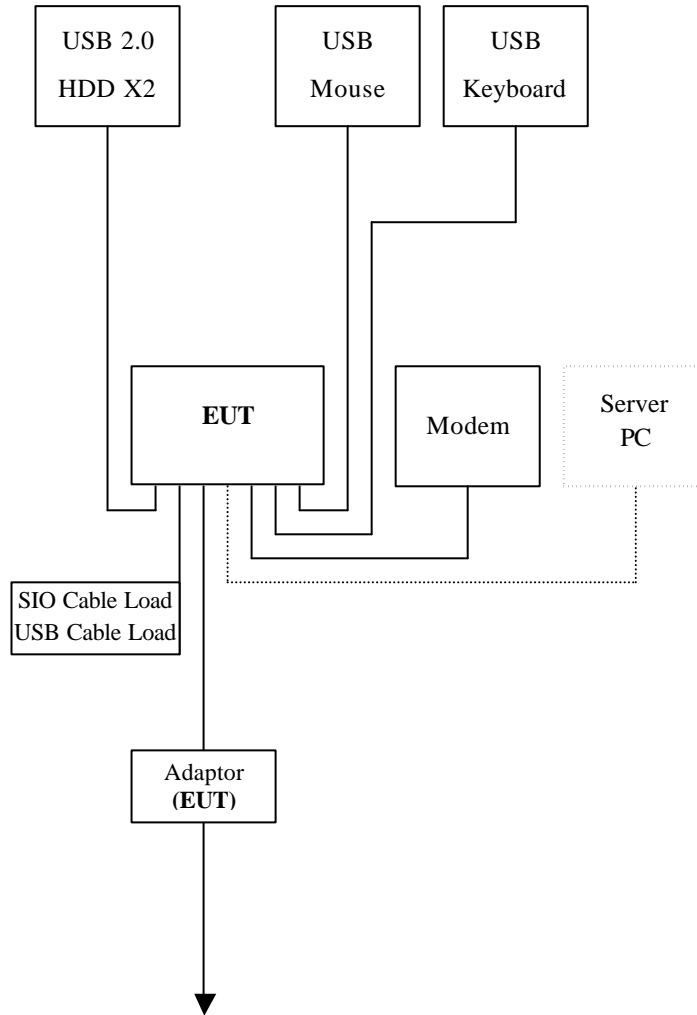 USB 2.0
HDD X2
USB
Mouse
USB
Keyboard
EUT
Modem
Server
PC
SIO Cable Load
USB Cable Load
Adaptor
(EUT)